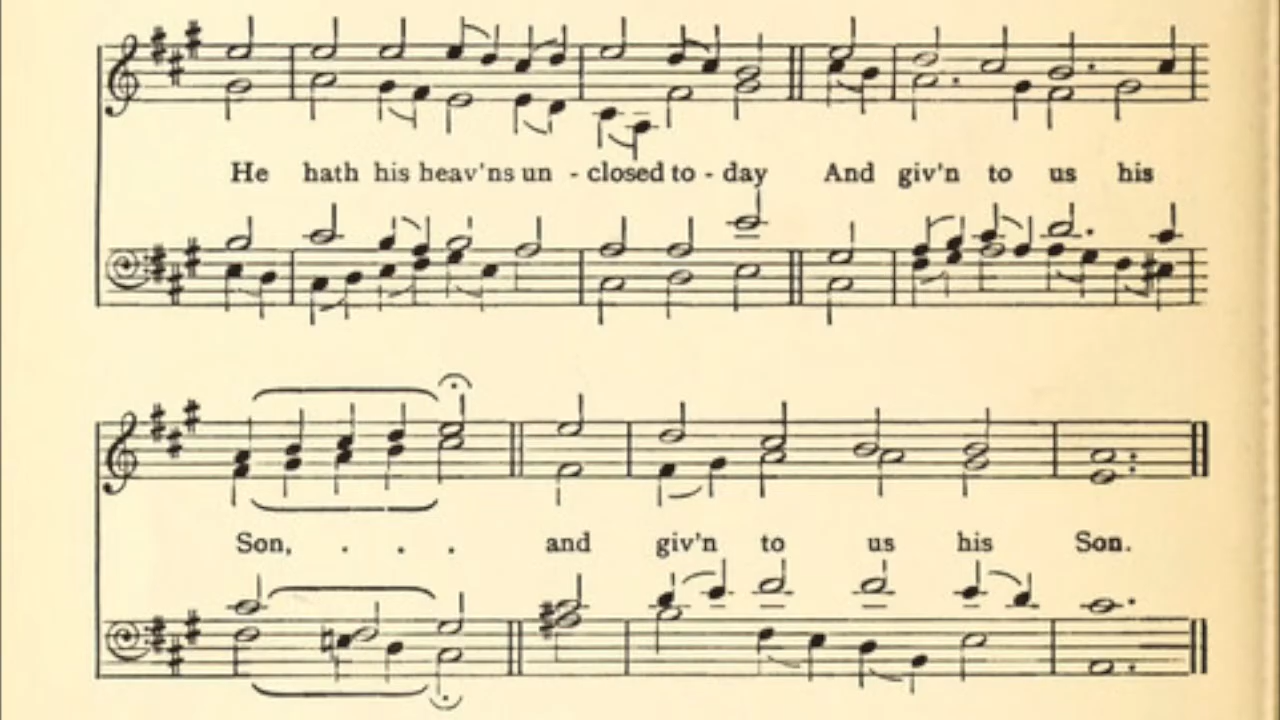 He hath his heav'ns un - closed to - day And giv'n to us his
Son, . . . and giv'n to us his Son.